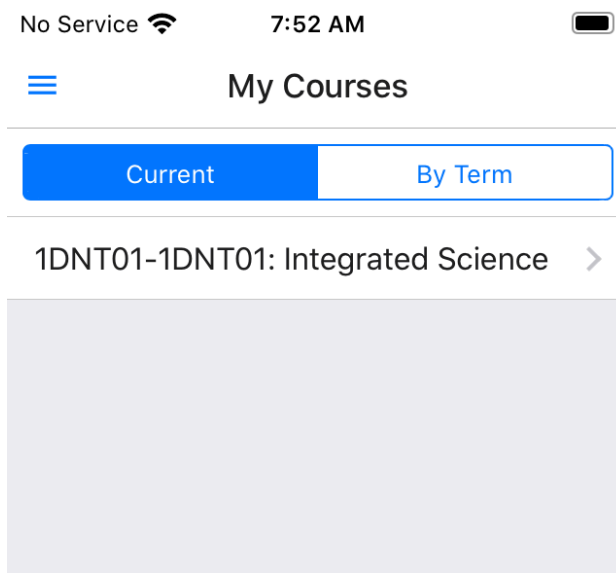 No Service 7:52 AM
My Courses
Current By Term
1DNT01-1DNT01: Integrated Science